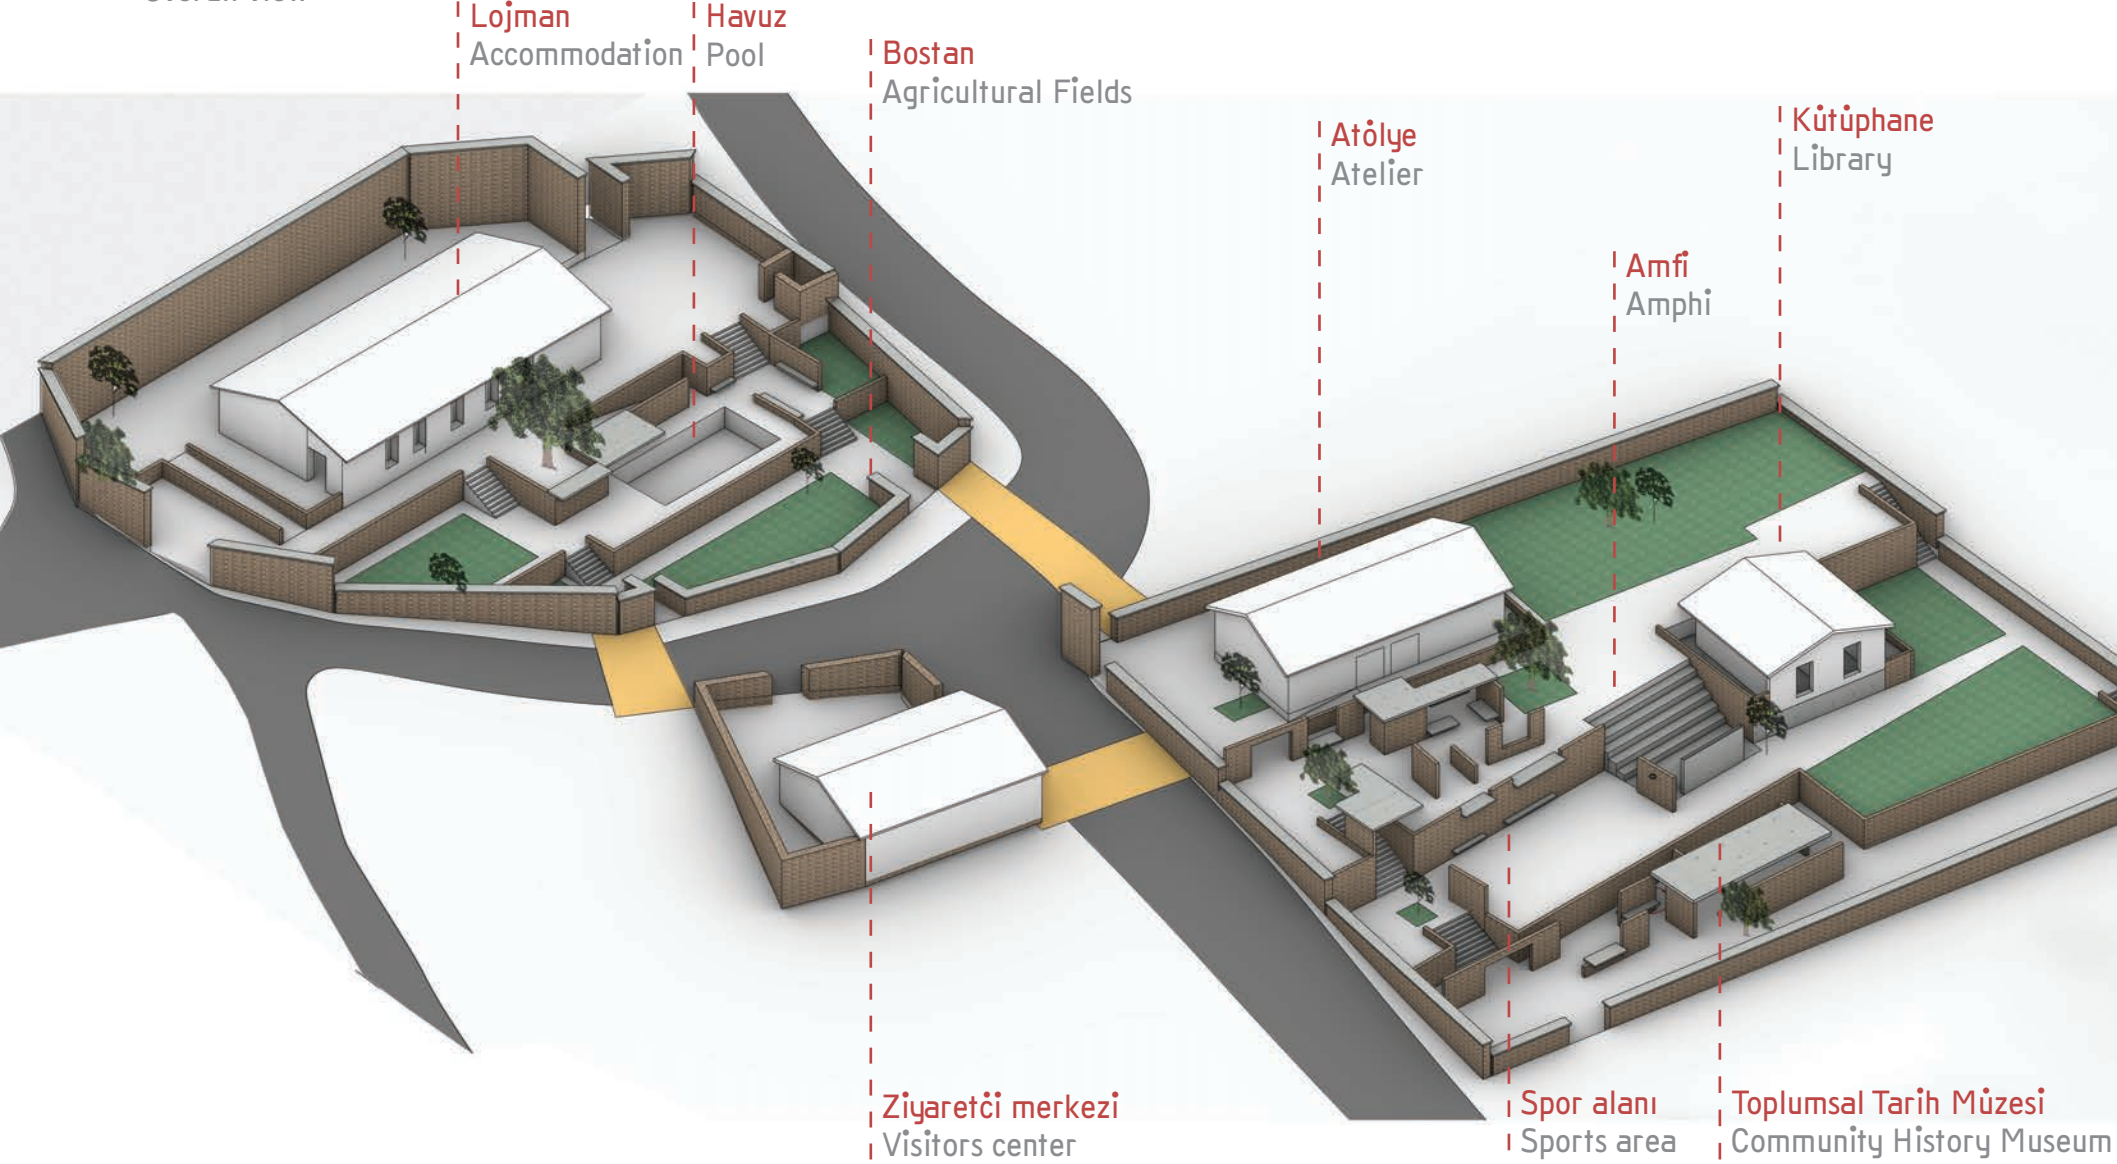 Lojman
Accommodation
Havuz
Pool
Bostan
Agricultural Fields
Atölye
Atelier
Kütüphane
Library
Amfi
Amphi
Ziyaretçi merkezi
Visitors center
Spor alanı
Sports area
Toplumsal Tarih Müzesi
Community History Museum